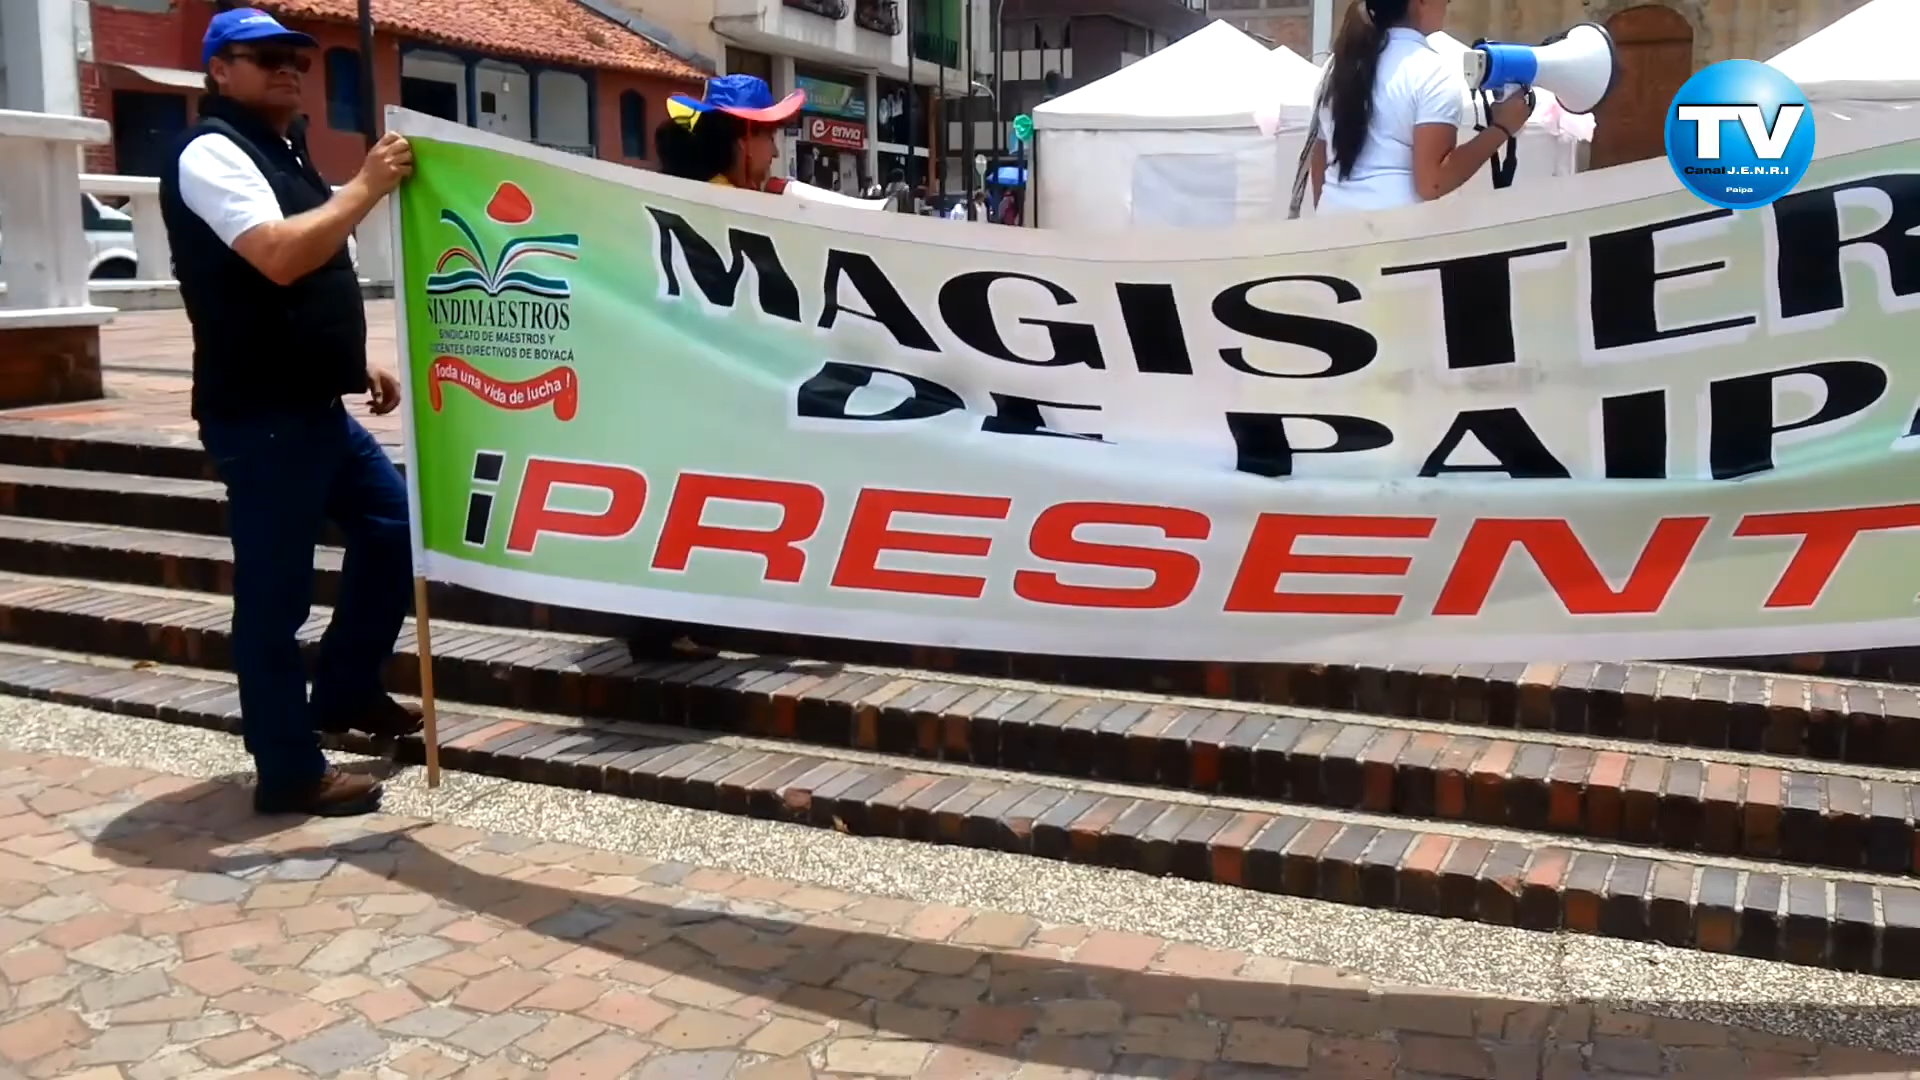 TV
Canal J.E.N.R.I
Paipa
envia
SINDIMAESTROS
SINDICATO DE MAESTROS Y
DOCENTES DIRECTIVOS DE BOYACÁ
Toda una vida de lucha !
MAGISTER
DE PAIPA
¡PRESENT